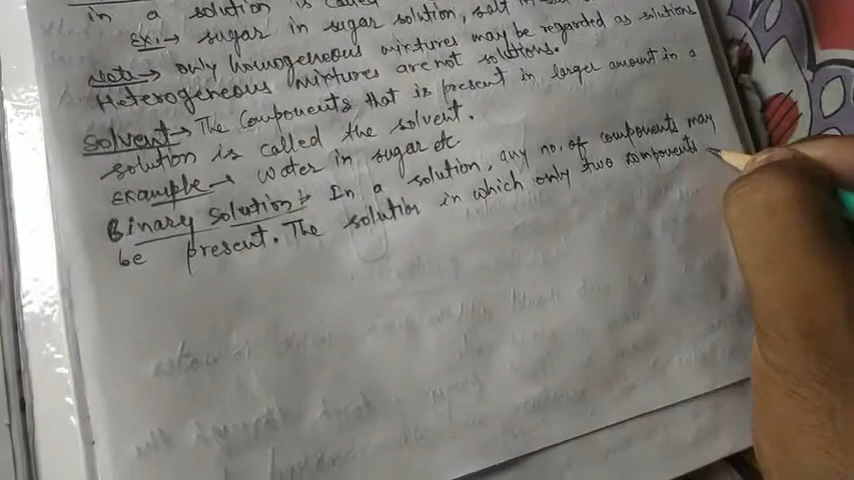 in a solution is called
Ex:→ sugar in sugar solution, salt in
Note→ only homogeneous mixtures may be regarded as solutions
Heterogeneous mixtures are not solutions.
Solvent→ The components that is present in larger amount in a
solution is called the solvent.
Example→ water in sugar etc
Binary Solution:→ In a solution, any no. of components may
be present. The solution in which only two components